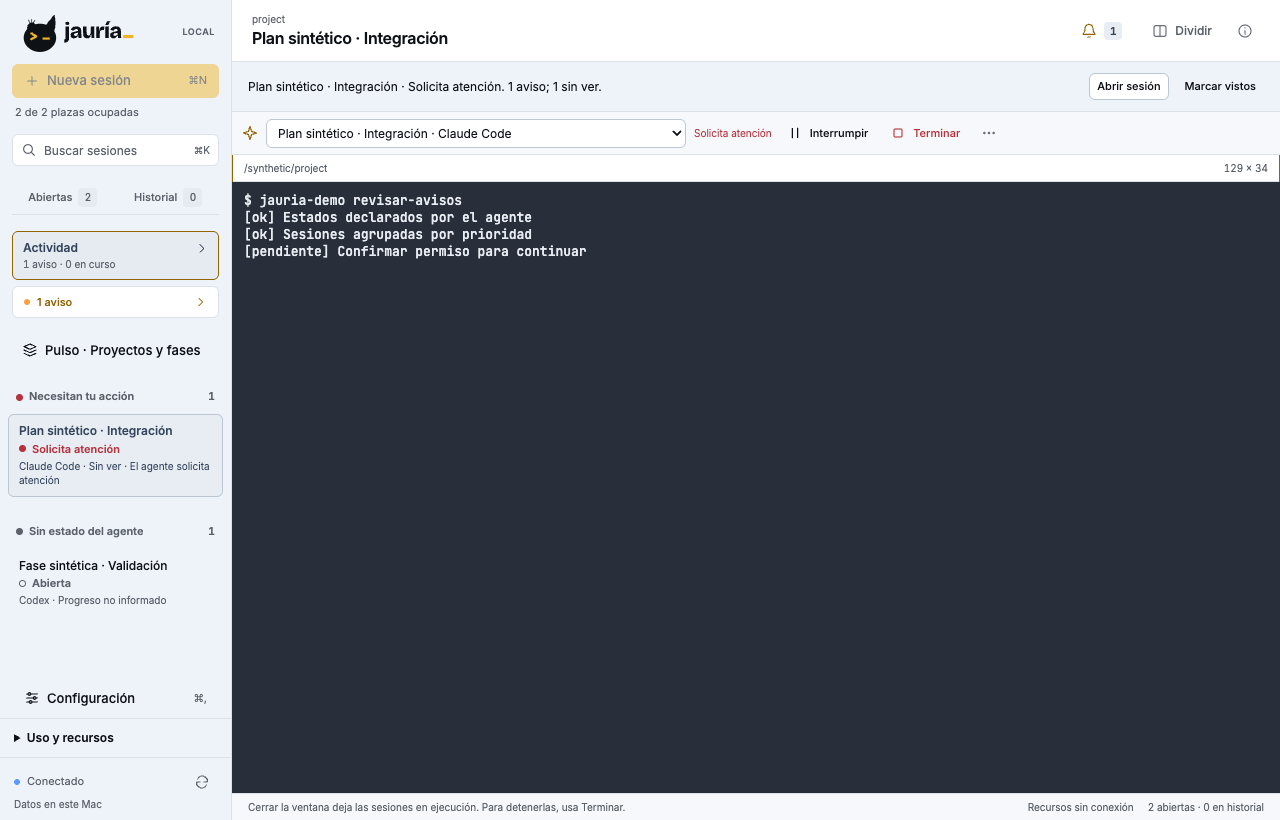 jauría_
LOCAL
Nueva sesión ⌘N
2 de 2 plazas ocupadas
Buscar sesiones ⌘K
Abiertas 2 Historial 0
Actividad
1 aviso · 0 en curso
1 aviso
Pulso · Proyectos y fases
Necesitan tu acción 1
Plan sintético · Integración
Solicita atención
Claude Code · Sin ver · El agente solicita
atención
Sin estado del agente 1
Fase sintética · Validación
Abierta
Codex · Progreso no informado
Configuración ⌘,
Uso y recursos
Conectado
Datos en este Mac
project
Plan sintético · Integración
1
Dividir
Plan sintético · Integración · Solicita atención. 1 aviso; 1 sin ver.
Abrir sesión
Marcar vistos
Plan sintético · Integración · Claude Code
Solicita atención
Interrumpir
Terminar
/synthetic/project
129 × 34
$ jauria-demo revisar-avisos
[ok] Estados declarados por el agente
[ok] Sesiones agrupadas por prioridad
[pendiente] Confirmar permiso para continuar
Cerrar la ventana deja las sesiones en ejecución. Para detenerlas, usa Terminar.
Recursos sin conexión
2 abiertas · 0 en historial